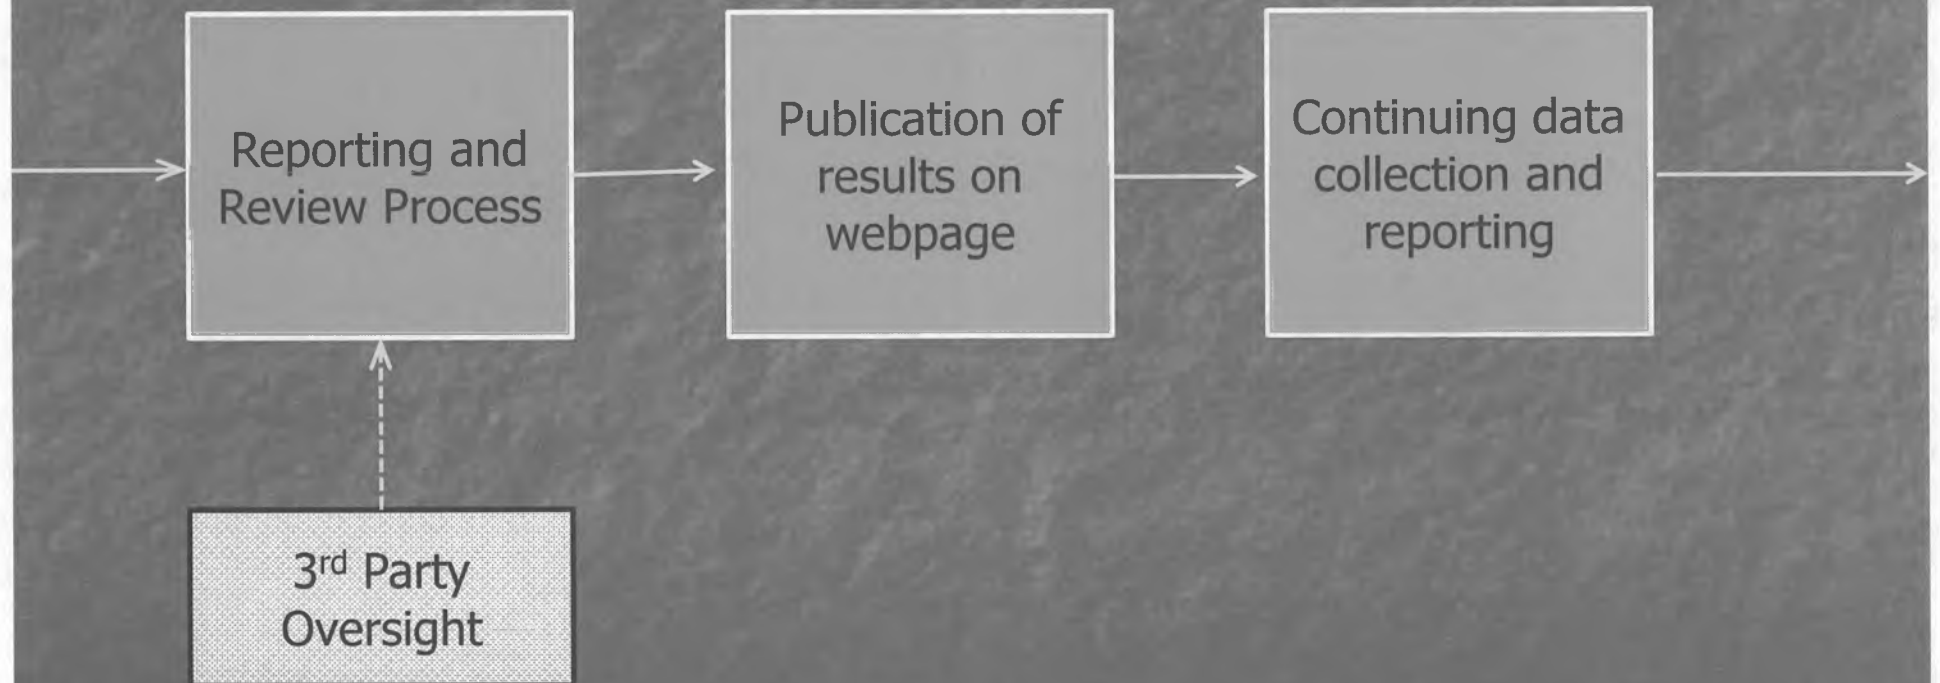 Reporting and
Review Process
Publication of
results on
webpage
Continuing data
collection and
reporting
3rd Party
Oversight